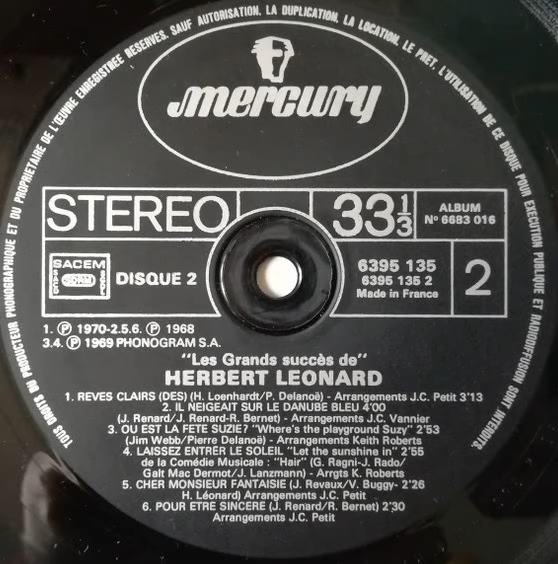 TOUS DROITS DU PRODUCTEUR PHONOGRAPHIQUE ET DU PROPRIETAIRE DE L'ŒUVRE ENREGISTREE RESERVES. SAUF AUTORISATION, LA DUPLICATION, LA LOCATION, LE PRET, L'UTILISATION DE CE DISQUE POUR EXECUTION PUBLIQUE ET RADIODIFFUSION SONT INTERDITS.
mercury
STEREO
33 1/3
ALBUM
N° 6683 016
SACEM
SACD
SDRM
SGDL
DISQUE 2
6395 135
6395 135 2
Made in France
2
1. ℗ 1970-2.5.6. ℗ 1968
3.4. ℗ 1969 PHONOGRAM S.A.
"Les Grands succès de"
HERBERT LEONARD
1. REVES CLAIRS (DES) (H. Loenhardt/P. Delanoë) - Arrangements J.C. Petit 3'13
2. IL NEIGEAIT SUR LE DANUBE BLEU 4'00
(J. Renard/J. Renard-R. Bernet) - Arrangements J.C. Vannier
3. OU EST LA FETE SUZIE? "Where's the playground Suzy" 2'53
(Jim Webb/Pierre Delanoë) - Arrangements Keith Roberts
4. LAISSEZ ENTRER LE SOLEIL "Let the sunshine in" 2'55
de la Comédie Musicale : "Hair" (G. Ragni-J. Rado/
Galt Mac Dermot/J. Lanzmann) - Arrgts K. Roberts
5. CHER MONSIEUR FANTAISIE (J. Revaux/V. Buggy- 2'26
H. Léonard) Arrangements J.C. Petit
6. POUR ETRE SINCERE (J. Renard/R. Bernet) 2'30
Arrangements J.C. Petit